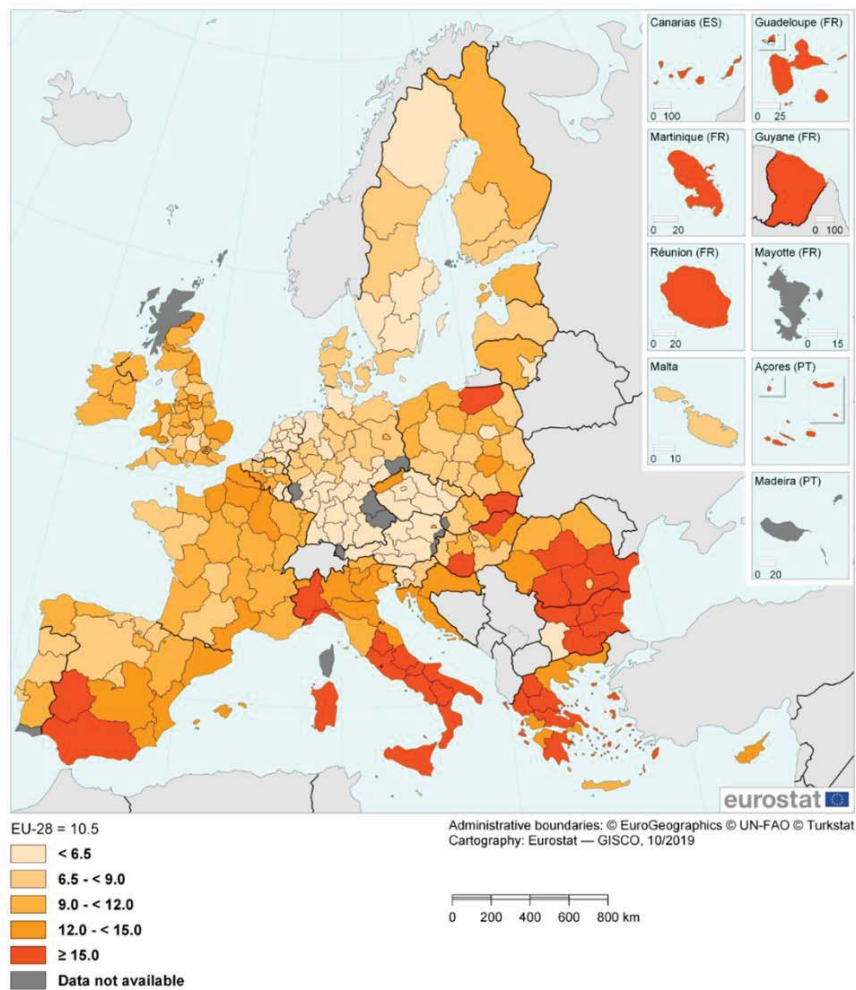 Canarias (ES)
0 100
Guadeloupe (FR)
0 25
Martinique (FR)
0 20
Guyane (FR)
0 100
Réunion (FR)
0 20
Mayotte (FR)
0 15
Malta
0 10
Açores (PT)
Madeira (PT)
0 20
eurostat
EU-28 = 10.5
< 6.5
6.5 - < 9.0
9.0 - < 12.0
12.0 - < 15.0
≥ 15.0
Data not available
Administrative boundaries: © EuroGeographics © UN-FAO © Turkstat
Cartography: Eurostat — GISCO, 10/2019
0 200 400 600 800 km